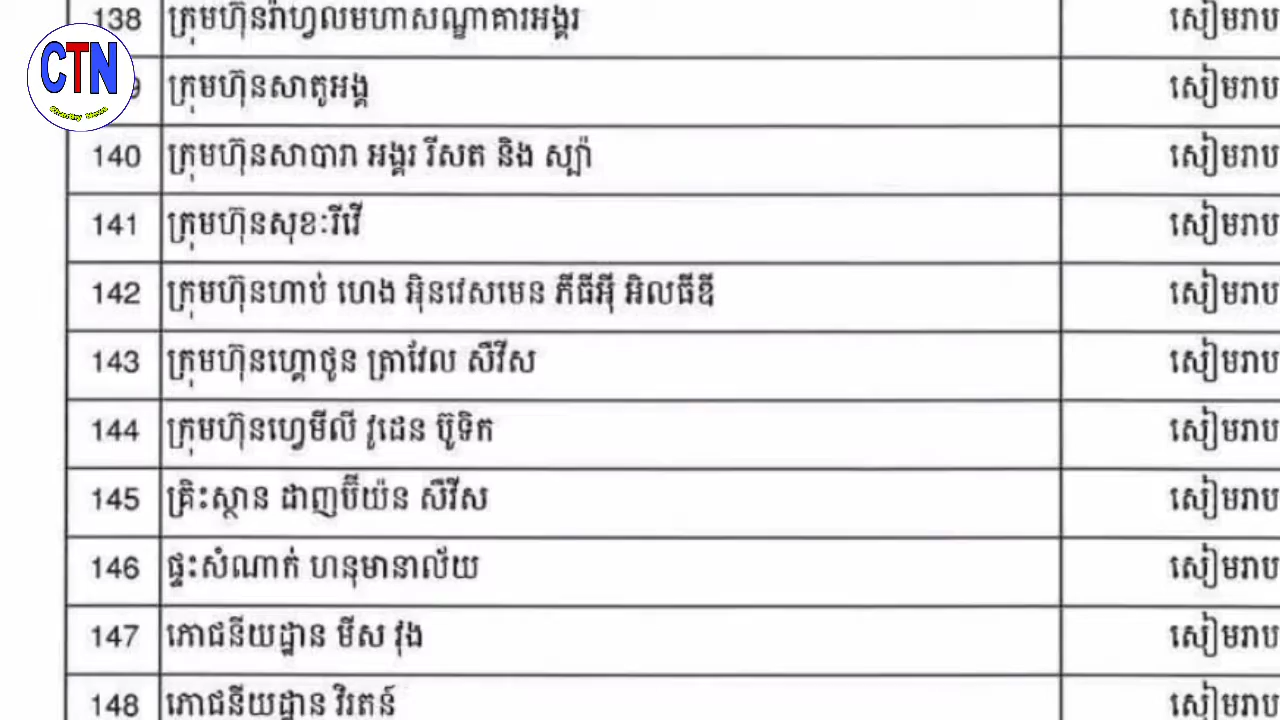 138 ក្រុមហ៊ុនរ៉ាហ្វលមហាសណ្ឋាគារអង្គរ សៀមរាប
CTN
9 ក្រុមហ៊ុនសាតូអង្គ សៀមរាប
140 ក្រុមហ៊ុនសាបារា អង្គរ រីសត និង ស្ប៉ា សៀមរាប
141 ក្រុមហ៊ុនសុខៈរីវើ សៀមរាប
142 ក្រុមហ៊ុនហាប់ ហេង អ៊ិនវេសមេន ភីធីអ៊ី អិលធីឌី សៀមរាប
143 ក្រុមហ៊ុនហ្គោថូន ត្រាវែល សឺវីស សៀមរាប
144 ក្រុមហ៊ុនហ្វេមីលី វូដេន ប៊ូទិក សៀមរាប
145 គ្រិះស្ថាន ដាញប៊ីយ៉ន សឺវីស សៀមរាប
146 ផ្ទះសំណាក់ ហនុមានាល័យ សៀមរាប
147 ភោជនីយដ្ឋាន មីស វុង សៀមរាប
148 ភោជនីយដ្ឋាន វិរតន៍ សៀមរាប